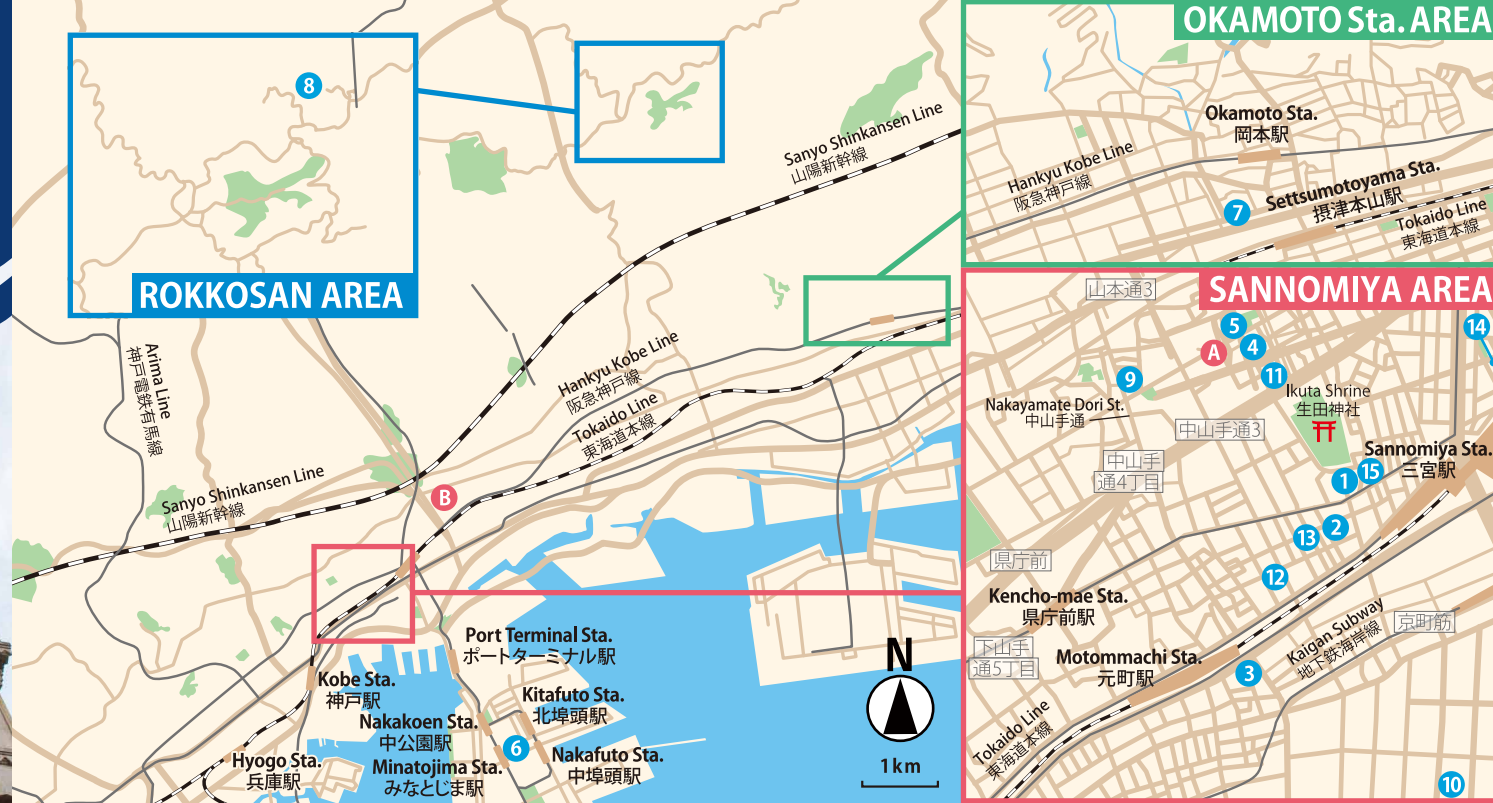 8
ROKKOSAN AREA
Arima Line
神戸電鉄有馬線
Sanyo Shinkansen Line
山陽新幹線
Sanyo Shinkansen Line
山陽新幹線
Hankyu Kobe Line
阪急神戸線
Tokaido Line
東海道本線
B
Kobe Sta.
神戸駅
Hyogo Sta.
兵庫駅
Port Terminal Sta.
ポートターミナル駅
Kitafuto Sta.
北埠頭駅
Nakakoen Sta.
中公園駅
6
Minatojima Sta.
みなとじま駅
Nakafuto Sta.
中埠頭駅
N
1km
OKAMOTO Sta. AREA
Okamoto Sta.
岡本駅
Hankyu Kobe Line
阪急神戸線
7
Settsumotoyama Sta.
摂津本山駅
Tokaido Line
東海道本線
SANNOMIYA AREA
山本通3
5
14
A
4
9
11
Ikuta Shrine
生田神社
Nakayamate Dori St.
中山手通
中山手通3
中山手
通4丁目
Sannomiya Sta.
三宮駅
1
15
2
13
12
県庁前
Kencho-mae Sta.
県庁前駅
下山手
通5丁目
Motommachi Sta.
元町駅
3
Kaigan Subway
地下鉄海岸線
京町筋
Tokaido Line
東海道本線
10